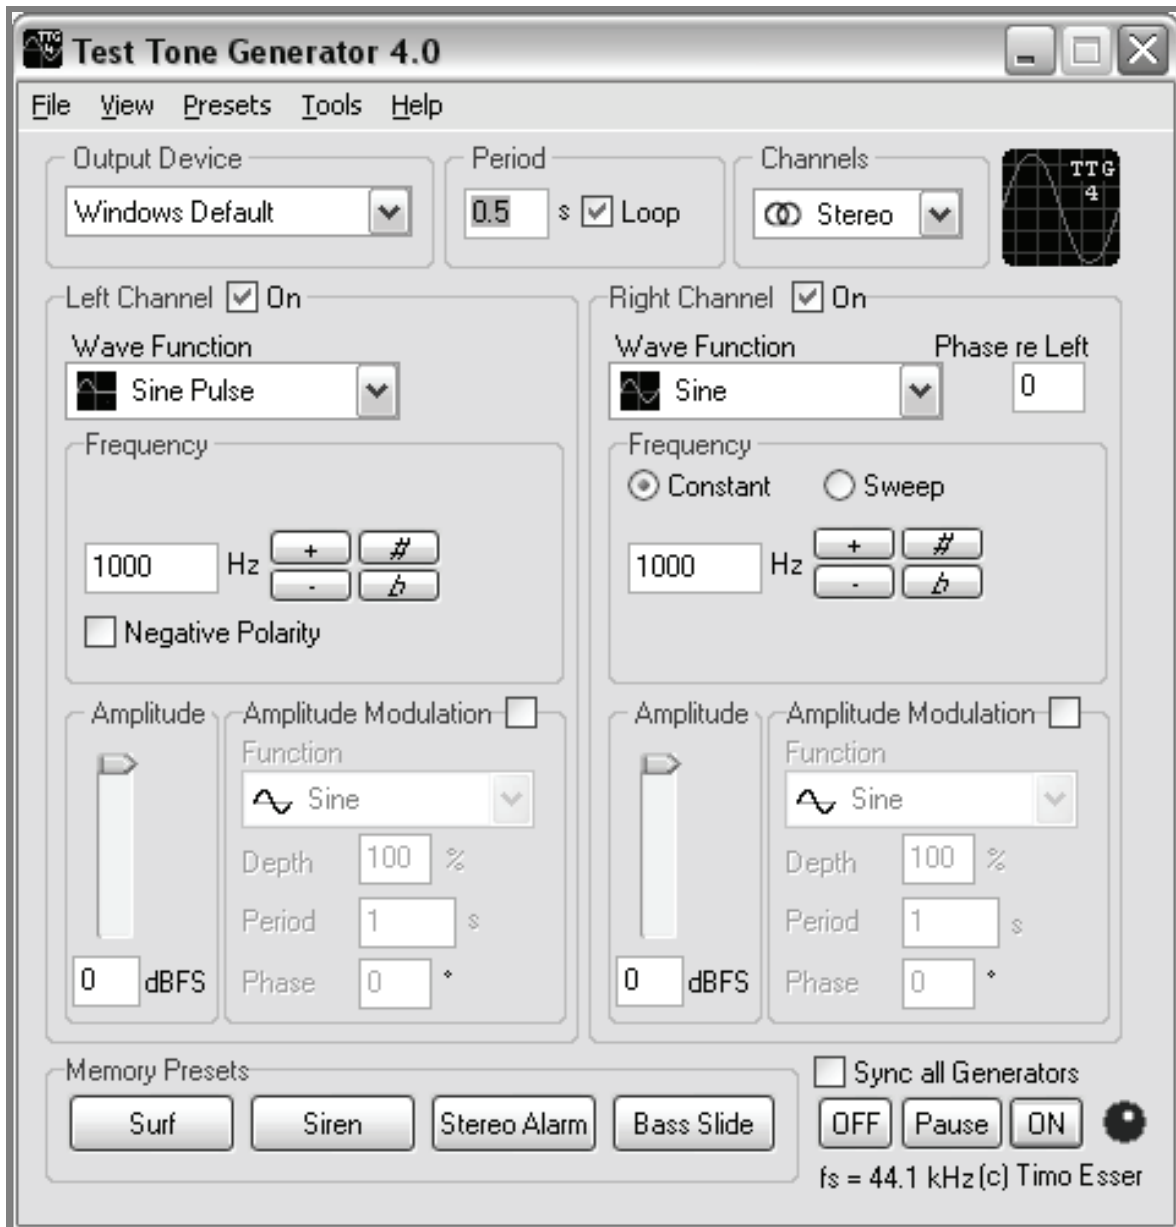 TTG
4
Test Tone Generator 4.0
File View Presets Tools Help
Output Device
Windows Default
Period
0.5 s Loop
Channels
Stereo
TTG
4
Left Channel On
Wave Function
Sine Pulse
Frequency
1000 Hz + #
- b
Negative Polarity
Amplitude
0 dBFS
Amplitude Modulation
Function
Sine
Depth 100 %
Period 1 s
Phase 0 °
Right Channel On
Wave Function Phase re Left
Sine 0
Frequency
Constant Sweep
1000 Hz + #
- b
Amplitude
0 dBFS
Amplitude Modulation
Function
Sine
Depth 100 %
Period 1 s
Phase 0 °
Memory Presets
Surf Siren Stereo Alarm Bass Slide
Sync all Generators
OFF Pause ON
fs = 44.1 kHz (c) Timo Esser